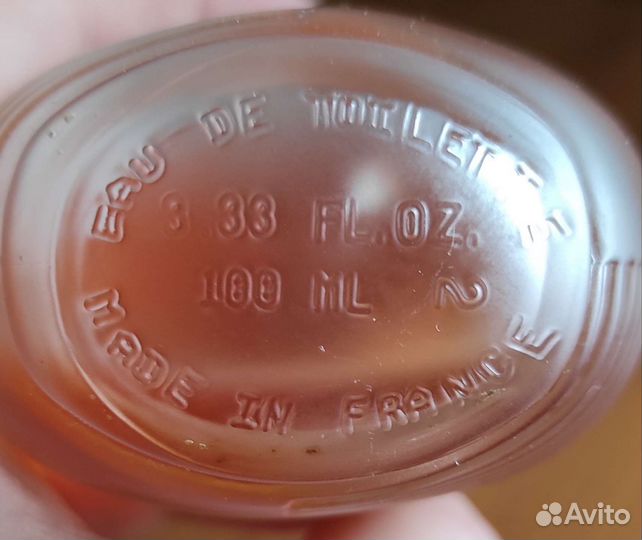 EAU DE TOILETTE
3.33 FL.OZ.
100 ML 2
MADE IN FRANCE
Avito